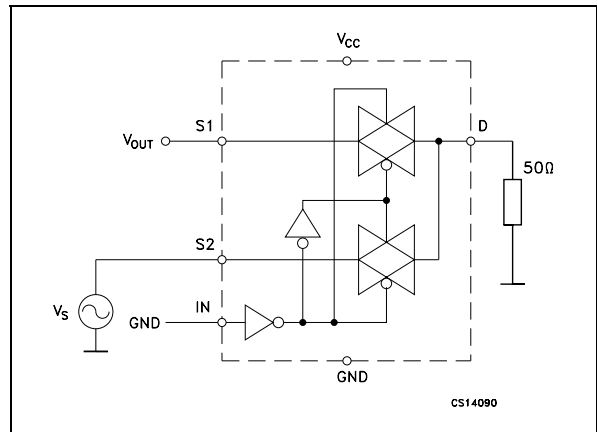 VCC
S1
D
VOUT
50Ω
S2
VS
IN
GND
GND
CS14090